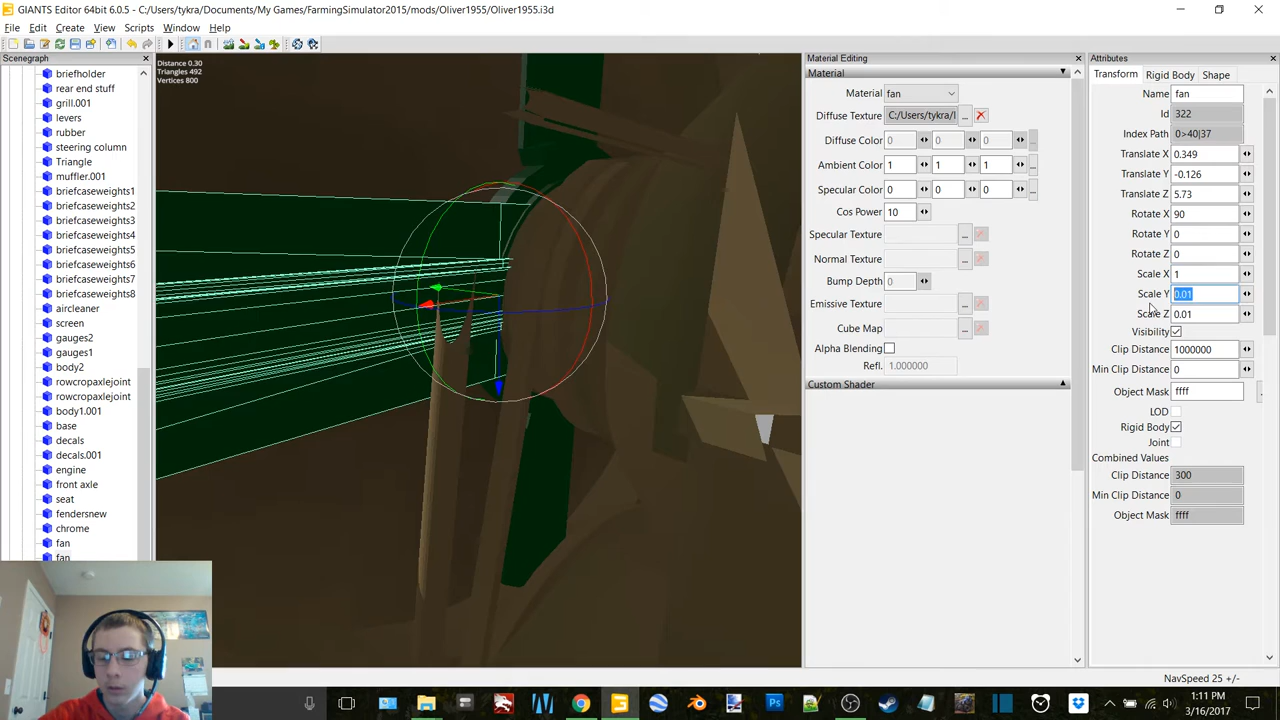 GIANTS Editor 64bit 6.0.5 - C:/Users/tykra/Documents/My Games/FarmingSimulator2015/mods/Oliver1955/Oliver1955.i3d
File Edit Create View Scripts Window Help
Scenegraph
briefholder
rear end stuff
grill.001
levers
rubber
steering column
Triangle
muffler.001
briefcaseweights1
briefcaseweights2
briefcaseweights3
briefcaseweights4
briefcaseweights5
briefcaseweights6
briefcaseweights7
briefcaseweights8
aircleaner
screen
gauges2
gauges1
body2
rowcropaxlejoint
rowcropaxlejoint
body1.001
base
decals
decals.001
engine
front axle
seat
fendersnew
chrome
fan
fan
Distance 0.30
Triangles 492
Vertices 800
Material Editing
Material
Material fan
Diffuse Texture C:/Users/tykra/I ...
Diffuse Color 0 0 0 ...
Ambient Color 1 1 1 ...
Specular Color 0 0 0 ...
Cos Power 10
Specular Texture ...
Normal Texture ...
Bump Depth 0
Emissive Texture ...
Cube Map ...
Alpha Blending
Refl. 1.000000
Custom Shader
Attributes
Transform Rigid Body Shape
Name fan
Id 322
Index Path 0>40|37
Translate X 0.349
Translate Y -0.126
Translate Z 5.73
Rotate X 90
Rotate Y 0
Rotate Z 0
Scale X 1
Scale Y 0.01
Scale Z 0.01
Visibility
Clip Distance 1000000
Min Clip Distance 0
Object Mask ffff
LOD
Rigid Body
Joint
Combined Values
Clip Distance 300
Min Clip Distance 0
Object Mask ffff
NavSpeed 25 +/-
1:11 PM
3/16/2017